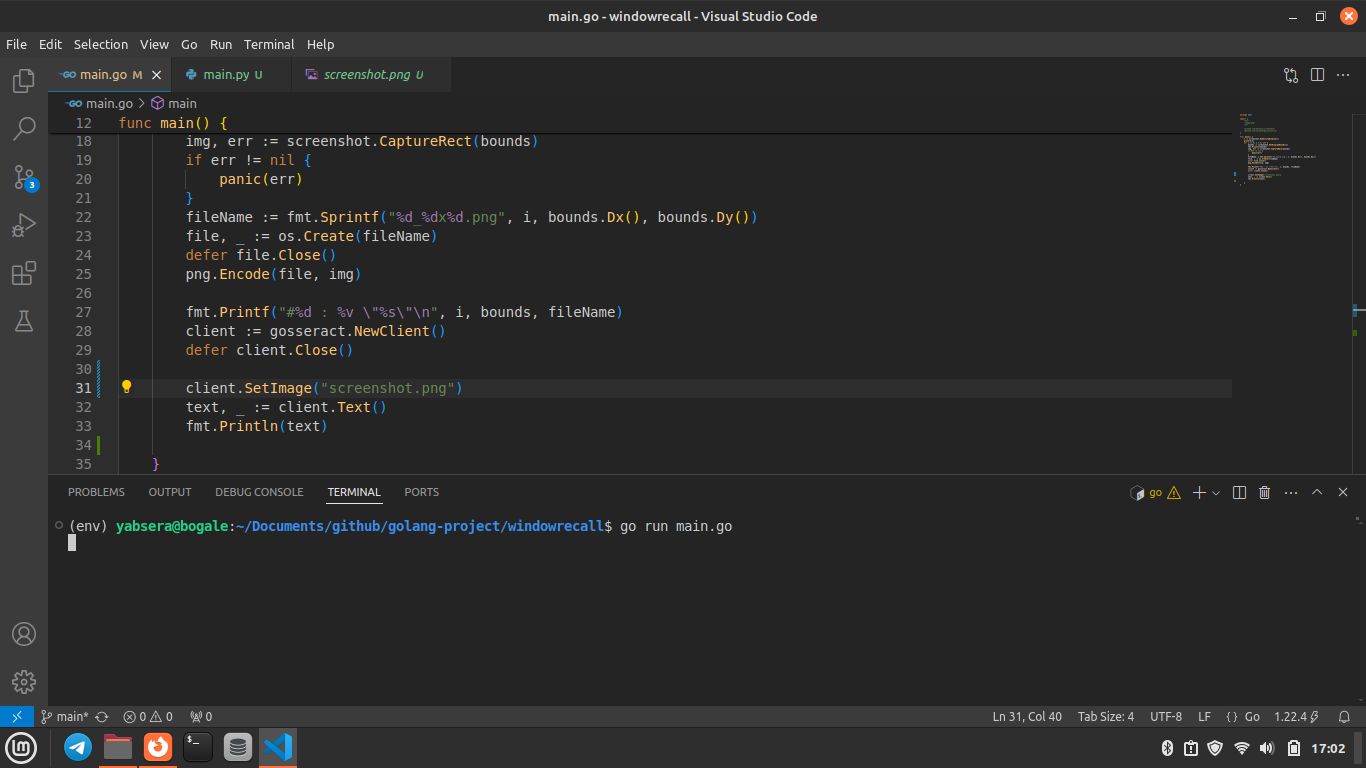 main.go - windowrecall - Visual Studio Code
File Edit Selection View Go Run Terminal Help
main.go M main.py U screenshot.png U
main.go > main
12 func main() {
18 img, err := screenshot.CaptureRect(bounds)
19 if err != nil {
20 panic(err)
21 }
22 fileName := fmt.Sprintf("%d_%dx%d.png", i, bounds.Dx(), bounds.Dy())
23 file, _ := os.Create(fileName)
24 defer file.Close()
25 png.Encode(file, img)
26
27 fmt.Printf("#%d : %v \"%s\"\n", i, bounds, fileName)
28 client := gosseract.NewClient()
29 defer client.Close()
30
31 client.SetImage("screenshot.png")
32 text, _ := client.Text()
33 fmt.Println(text)
34
35 }
3
PROBLEMS OUTPUT DEBUG CONSOLE TERMINAL PORTS go
(env) yabsera@bogale:~/Documents/github/golang-project/windowrecall$ go run main.go
main* 0 0 0 Ln 31, Col 40 Tab Size: 4 UTF-8 LF {} Go 1.22.4
17:02